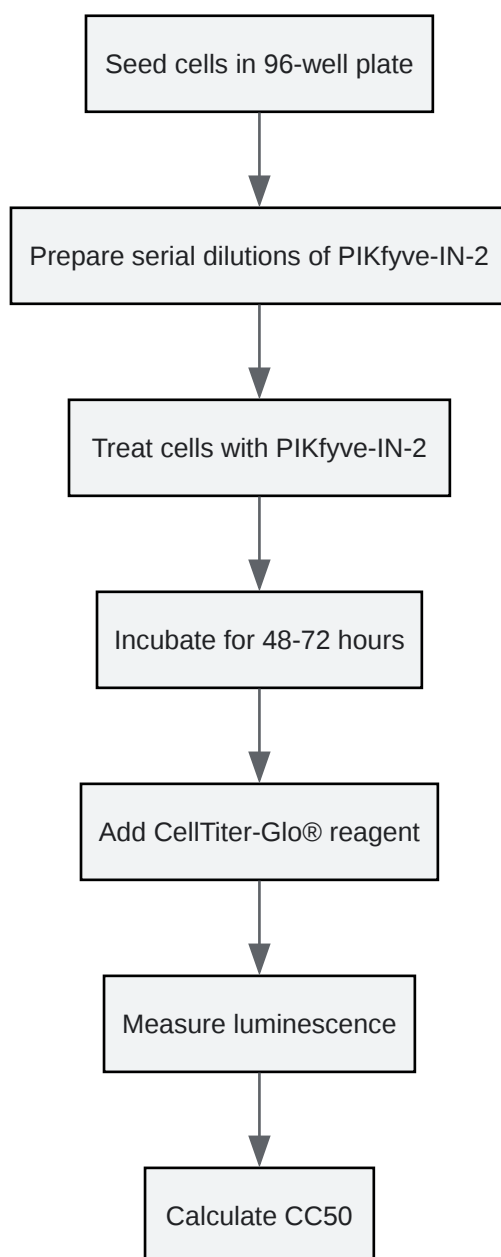 Seed cells in 96-well plate
Prepare serial dilutions of PIKfyve-IN-2
Treat cells with PIKfyve-IN-2
Incubate for 48-72 hours
Add CellTiter-Glo® reagent
Measure luminescence
Calculate CC50